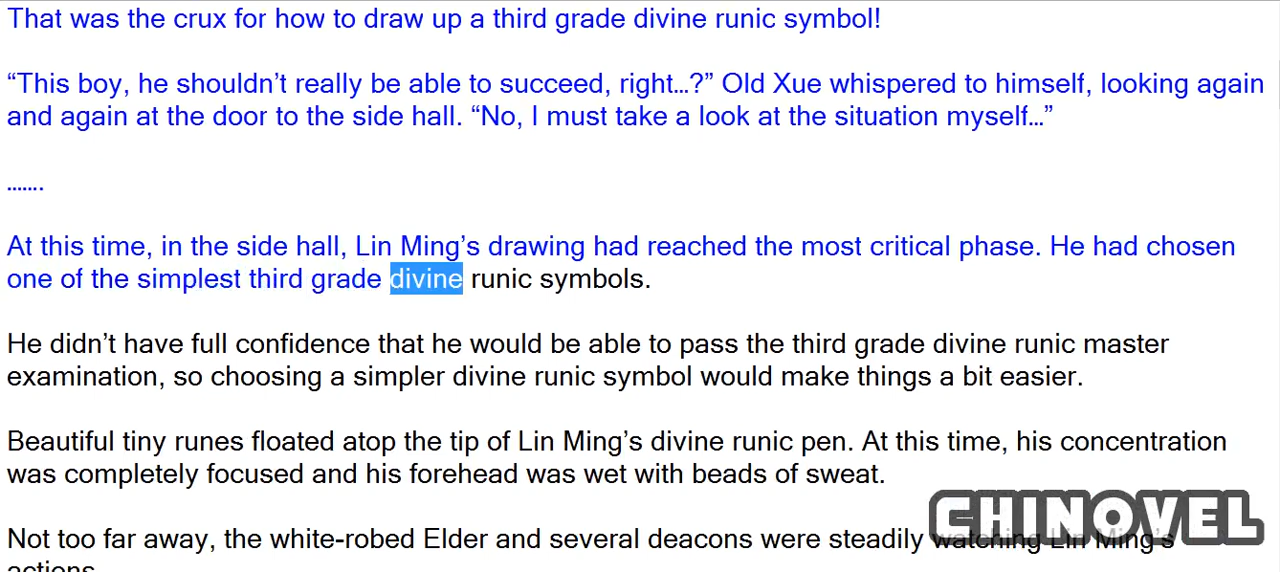 That was the crux for how to draw up a third grade divine runic symbol!
“This boy, he shouldn’t really be able to succeed, right…?” Old Xue whispered to himself, looking again
and again at the door to the side hall. “No, I must take a look at the situation myself…”
…….
At this time, in the side hall, Lin Ming’s drawing had reached the most critical phase. He had chosen
one of the simplest third grade divine runic symbols.
He didn’t have full confidence that he would be able to pass the third grade divine runic master
examination, so choosing a simpler divine runic symbol would make things a bit easier.
Beautiful tiny runes floated atop the tip of Lin Ming’s divine runic pen. At this time, his concentration
was completely focused and his forehead was wet with beads of sweat.
Not too far away, the white-robed Elder and several deacons were steadily watching Lin Ming’s
actions.
CHINOVEL